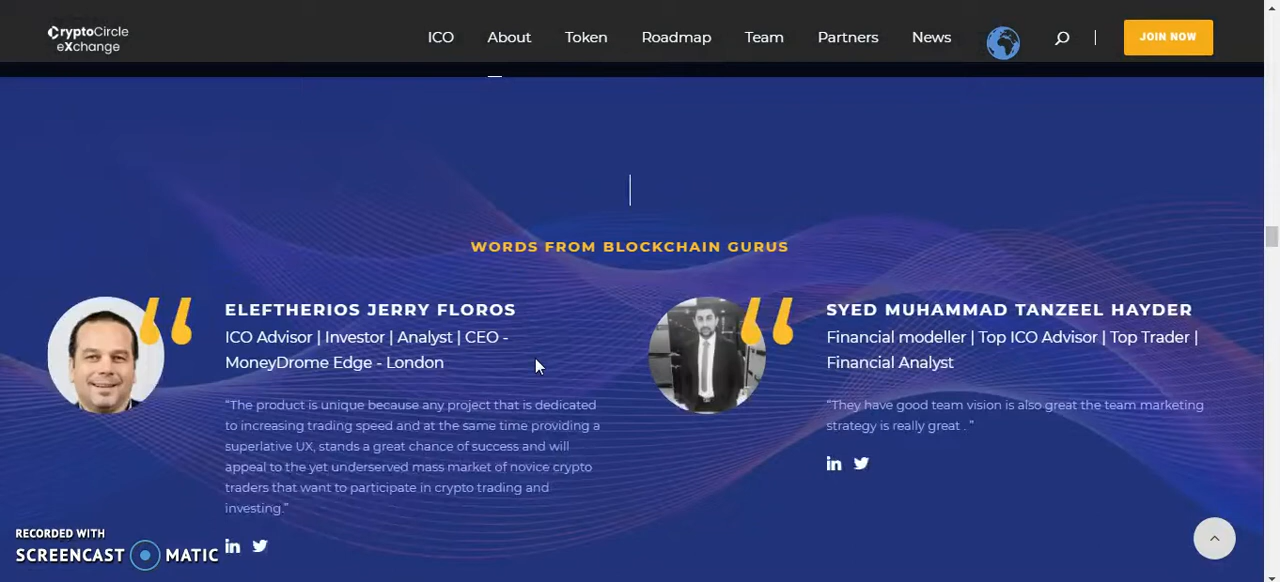 CryptoCircle
eXchange
ICO About Token Roadmap Team Partners News JOIN NOW
WORDS FROM BLOCKCHAIN GURUS
ELEFTHERIOS JERRY FLOROS
ICO Advisor | Investor | Analyst | CEO -
MoneyDrome Edge - London
“The product is unique because any project that is dedicated
to increasing trading speed and at the same time providing a
superlative UX, stands a great chance of success and will
appeal to the yet underserved mass market of novice crypto
traders that want to participate in crypto trading and
investing.”
in
SYED MUHAMMAD TANZEEL HAYDER
Financial modeller | Top ICO Advisor | Top Trader |
Financial Analyst
“They have good team vision is also great the team marketing
strategy is really great . ”
in
RECORDED WITH
SCREENCAST MATIC